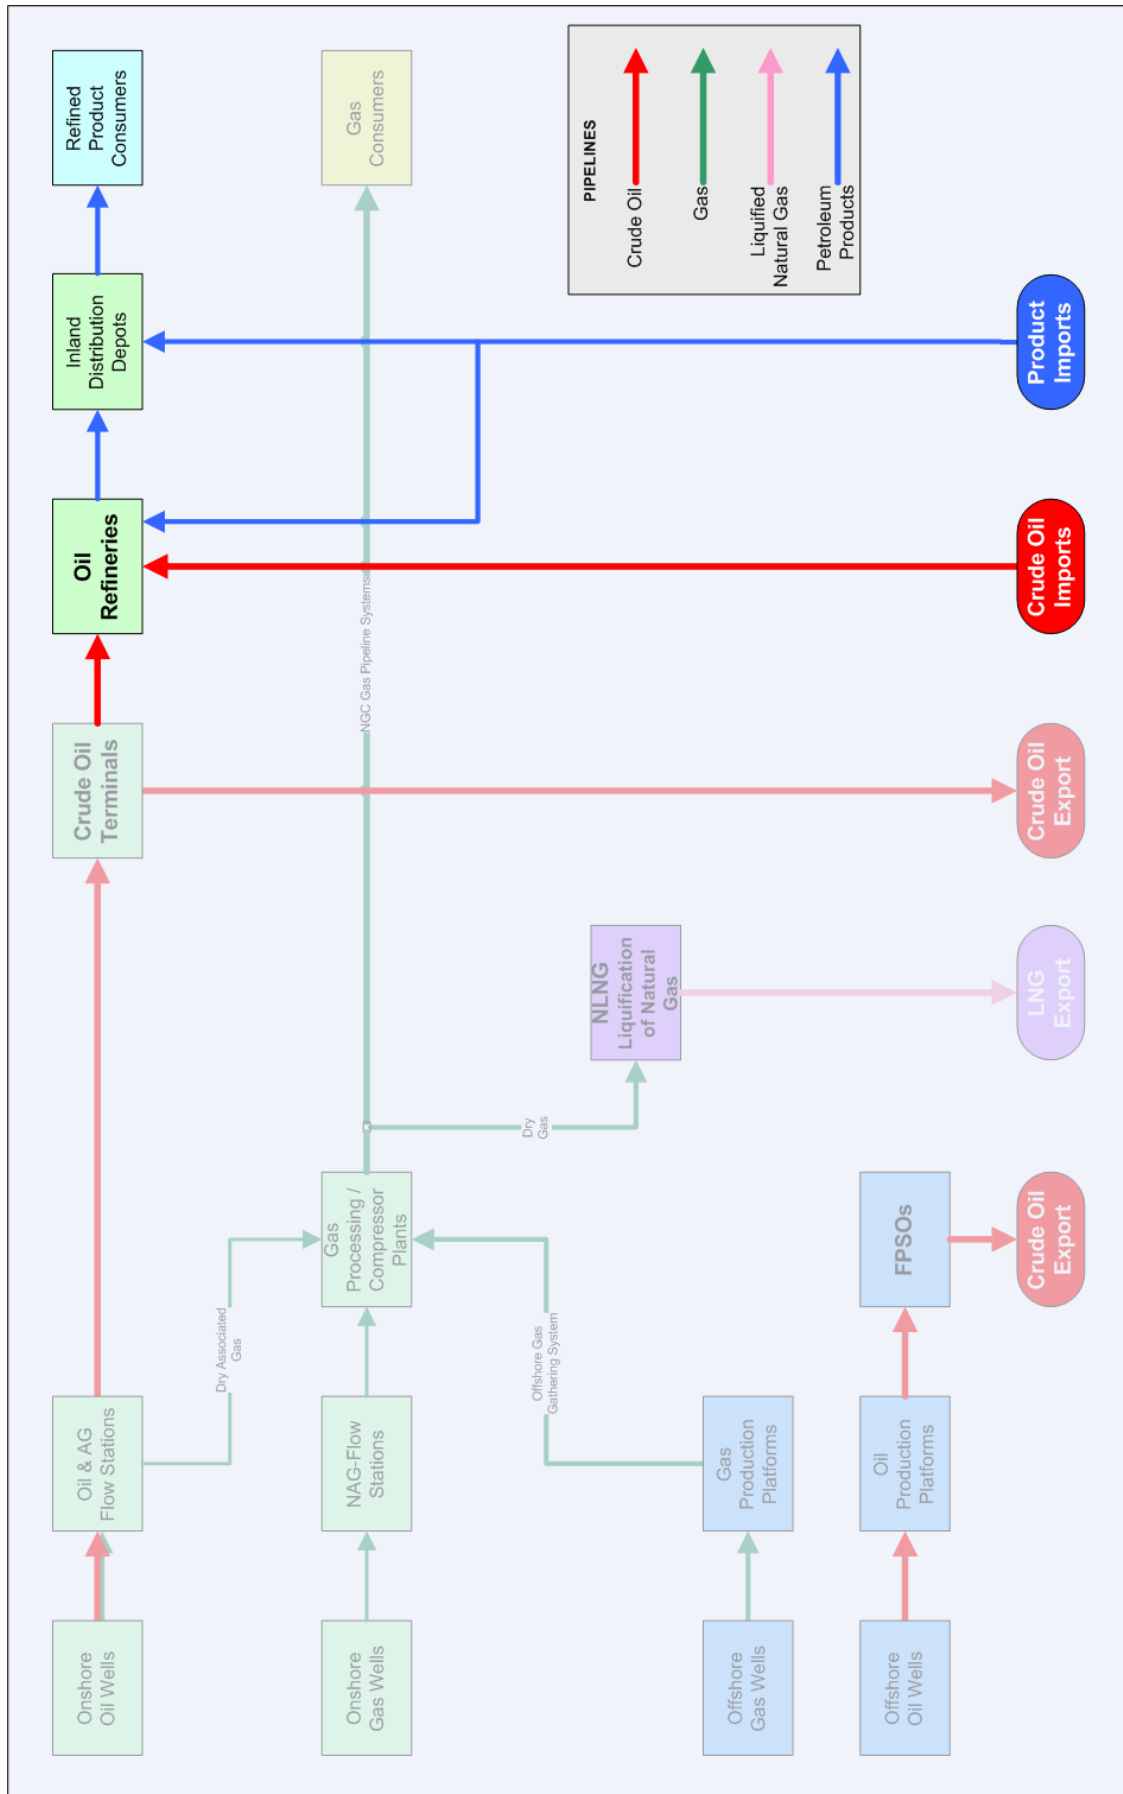 Onshore
Oil Wells
Oil & AG
Flow Stations
Crude Oil
Terminals
Oil
Refineries
Inland
Distribution
Depots
Refined
Product
Consumers
Dry Associated
Gas
Onshore
Gas Wells
NAG-Flow
Stations
Gas
Processing /
Compressor
Plants
NGC Gas Pipeline Systems
Gas
Consumers
Offshore Gas
Gathering System
Dry
Gas
NLNG
Liquification
of Natural
Gas
Offshore
Gas Wells
Gas
Production
Platforms
Offshore
Oil Wells
Oil
Production
Platforms
FPSOs
PIPELINES
Crude Oil
Gas
Liquified
Natural Gas
Petroleum
Products
Crude Oil
Export
LNG
Export
Crude Oil
Export
Crude Oil
Imports
Product
Imports